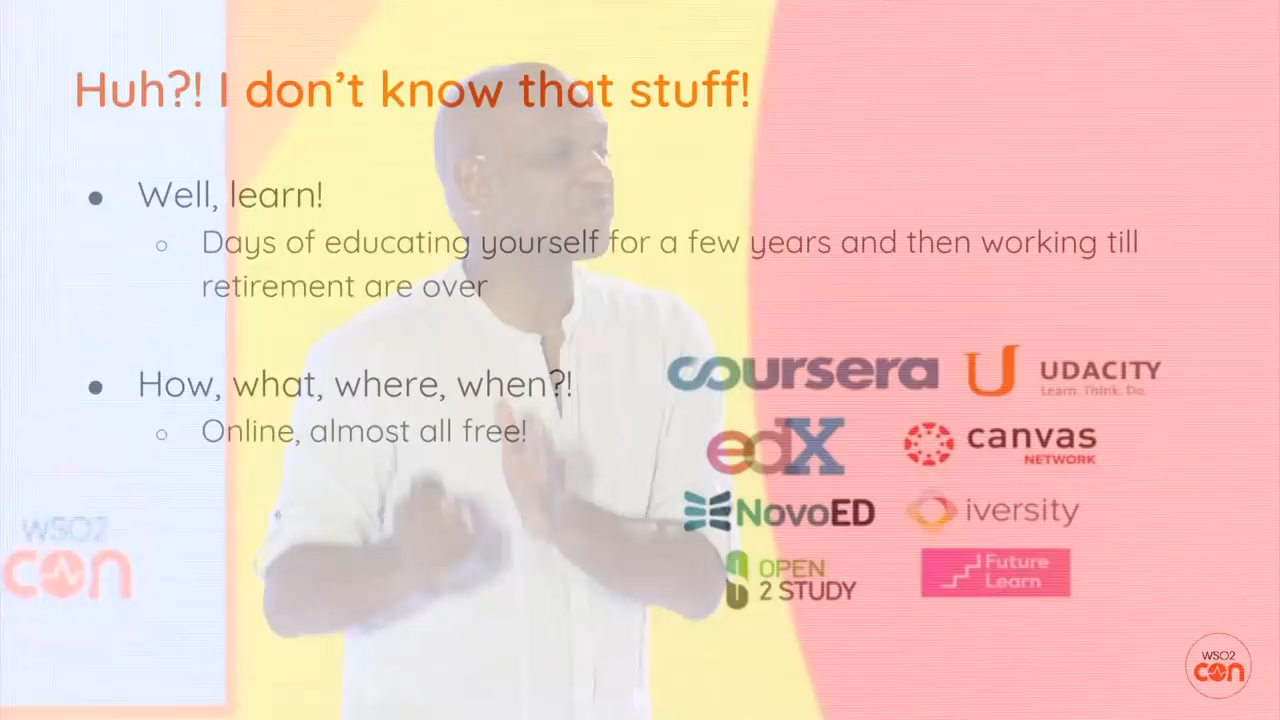 Huh?! I don't know that stuff!
● Well, learn!
○ Days of educating yourself for a few years and then working till
retirement are over
● How, what, where, when?!
○ Online, almost all free!
coursera
UDACITY
Learn. Think. Do.
edX
canvas
NETWORK
NovoED
iversity
OPEN
2 STUDY
Future
Learn
WSO2
con
WSO2
con